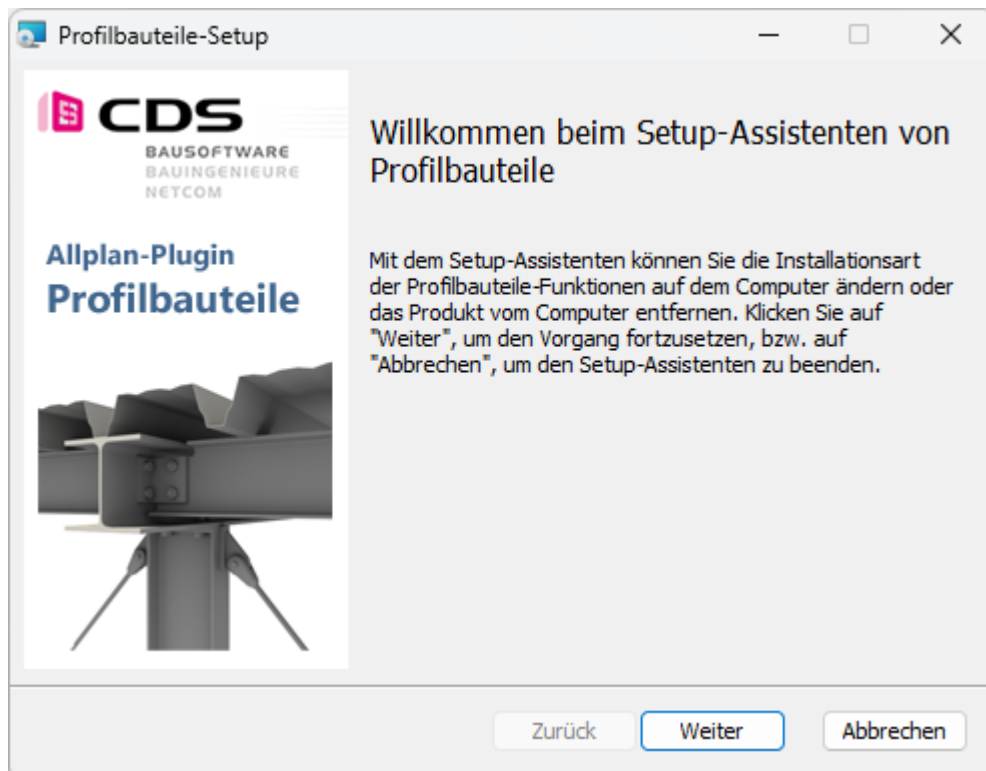 Profilbauteile-Setup
CDS
BAUSOFTWARE
BAUINGENIEURE
NETCOM
Allplan-Plugin
Profilbauteile
Willkommen beim Setup-Assistenten von
Profilbauteile
Mit dem Setup-Assistenten können Sie die Installationsart
der Profilbauteile-Funktionen auf dem Computer ändern oder
das Produkt vom Computer entfernen. Klicken Sie auf
"Weiter", um den Vorgang fortzusetzen, bzw. auf
"Abbrechen", um den Setup-Assistenten zu beenden.
Zurück
Weiter
Abbrechen